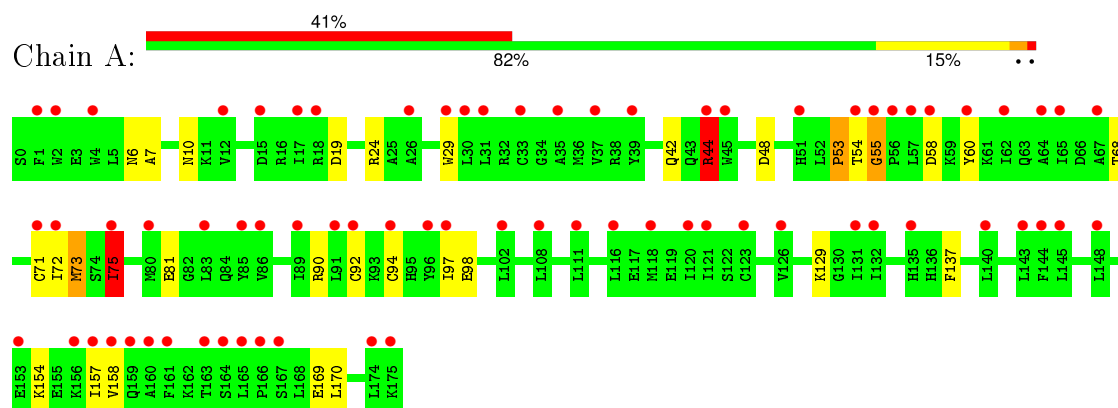 41%
Chain A:
82% 15% • •
S0 F1 W2 E3 W4 L5 N6 A7 N10 K11 V12 D15 R16 I17 R18 D19 R24 A25 A26 W29 L30 L31 R32 C33 G34 A35 M36 V37 R38 Y39 Q42 Q43 R44 W45 D48 H51 L52 P53 T54 G55 P56 L57 D58 K59 Y60 K61 I62 Q63 A64 I65 D66 A67 T68
C71 I72 M73 S74 I75 M80 E81 G82 L83 Q84 Y85 V86 I89 R90 L91 C92 K93 C94 H95 Y96 I97 E98 L102 L108 L111 L116 E117 M118 E119 I120 I121 S122 C123 V126 K129 G130 I131 I132 H135 H136 F137 L140 L143 F144 L145 L148
E153 K154 E155 K156 I157 V158 Q159 A160 F161 K162 T163 S164 L165 P166 S167 L168 E169 L170 L174 K175